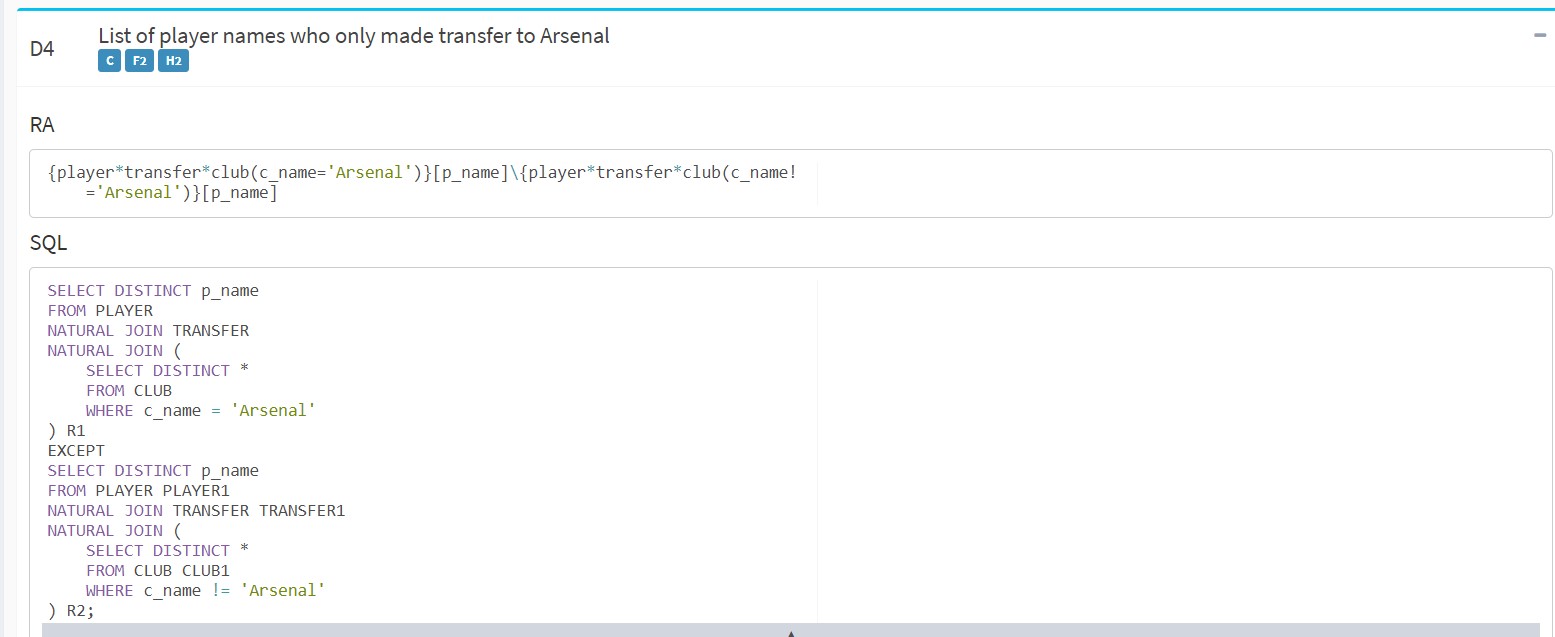 D4
List of player names who only made transfer to Arsenal
C F2 H2
RA
{player*transfer*club(c_name='Arsenal')}[p_name]\{player*transfer*club(c_name!
='Arsenal')}[p_name]
SQL
SELECT DISTINCT p_name
FROM PLAYER
NATURAL JOIN TRANSFER
NATURAL JOIN (
    SELECT DISTINCT *
    FROM CLUB
    WHERE c_name = 'Arsenal'
) R1
EXCEPT
SELECT DISTINCT p_name
FROM PLAYER PLAYER1
NATURAL JOIN TRANSFER TRANSFER1
NATURAL JOIN (
    SELECT DISTINCT *
    FROM CLUB CLUB1
    WHERE c_name != 'Arsenal'
) R2;